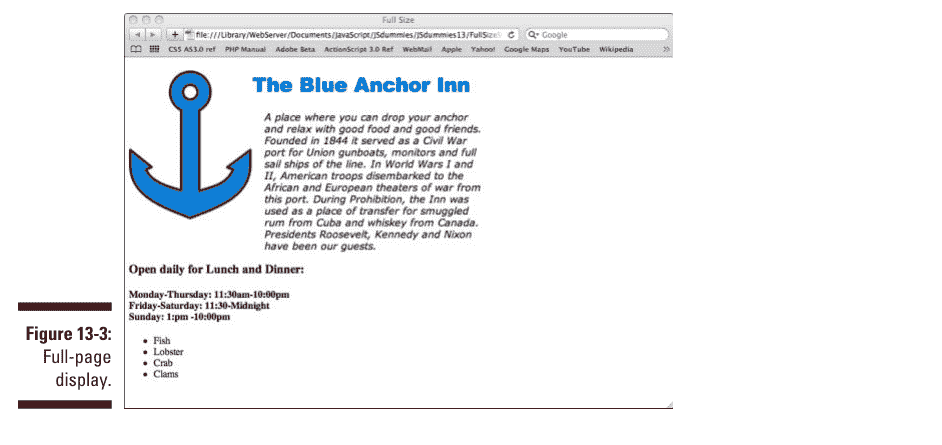 Full Size
file:///Library/WebServer/Documents/JavaScript/JSdummies/JSdummies13/FullSize
Google
CS5 AS3.0 ref PHP Manual Adobe Beta ActionScript 3.0 Ref WebMail Apple Yahoo! Google Maps YouTube Wikipedia
The Blue Anchor Inn
A place where you can drop your anchor
and relax with good food and good friends.
Founded in 1844 it served as a Civil War
port for Union gunboats, monitors and full
sail ships of the line. In World Wars I and
II, American troops disembarked to the
African and European theaters of war from
this port. During Prohibition, the Inn was
used as a place of transfer for smuggled
rum from Cuba and whiskey from Canada.
Presidents Roosevelt, Kennedy and Nixon
have been our guests.
Open daily for Lunch and Dinner:
Monday-Thursday: 11:30am-10:00pm
Friday-Saturday: 11:30-Midnight
Sunday: 1:pm -10:00pm
• Fish
• Lobster
• Crab
• Clams
Figure 13-3:
Full-page
display.